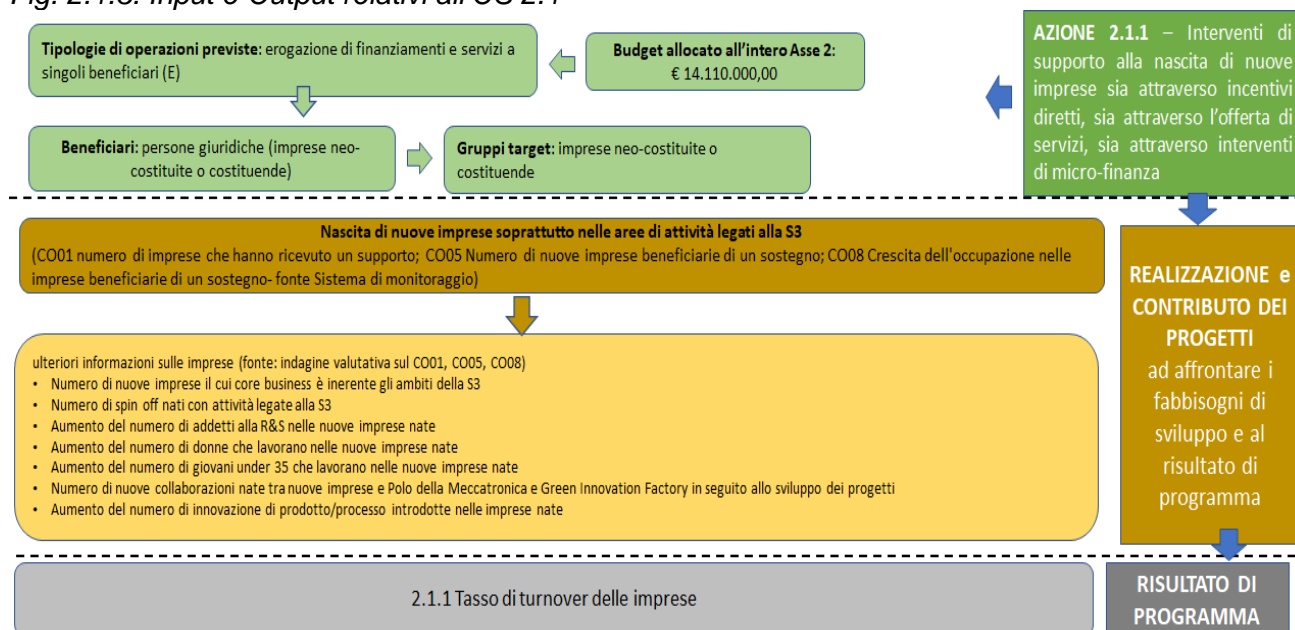 Fig. 2.1.3. Input e Output relativi all'OS 2.1
Tipologie di operazioni previste: erogazione di finanziamenti e servizi a
singoli beneficiari (E)
Budget allocato all'intero Asse 2:
€ 14.110.000,00
AZIONE 2.1.1 – Interventi di
supporto alla nascita di nuove
imprese sia attraverso incentivi
diretti, sia attraverso l'offerta di
servizi, sia attraverso interventi
di micro-finanza
Beneficiari: persone giuridiche (imprese neo-
costituite o costituende)
Gruppi target: imprese neo-costituite o
costituende
Nascita di nuove imprese soprattutto nelle aree di attività legati alla S3
(CO01 numero di imprese che hanno ricevuto un supporto; CO05 Numero di nuove imprese beneficiarie di un sostegno; CO08 Crescita dell'occupazione nelle
imprese beneficiarie di un sostegno- fonte Sistema di monitoraggio)
REALIZZAZIONE e
CONTRIBUTO DEI
PROGETTI
ad affrontare i
fabbisogni di
sviluppo e al
risultato di
programma
ulteriori informazioni sulle imprese (fonte: indagine valutativa sul CO01, CO05, CO08)
• Numero di nuove imprese il cui core business è inerente gli ambiti della S3
• Numero di spin off nati con attività legate alla S3
• Aumento del numero di addetti alla R&S nelle nuove imprese nate
• Aumento del numero di donne che lavorano nelle nuove imprese nate
• Aumento del numero di giovani under 35 che lavorano nelle nuove imprese nate
• Numero di nuove collaborazioni nate tra nuove imprese e Polo della Meccatronica e Green Innovation Factory in seguito allo sviluppo dei progetti
• Aumento del numero di innovazione di prodotto/processo introdotte nelle imprese nate
2.1.1 Tasso di turnover delle imprese
RISULTATO DI
PROGRAMMA